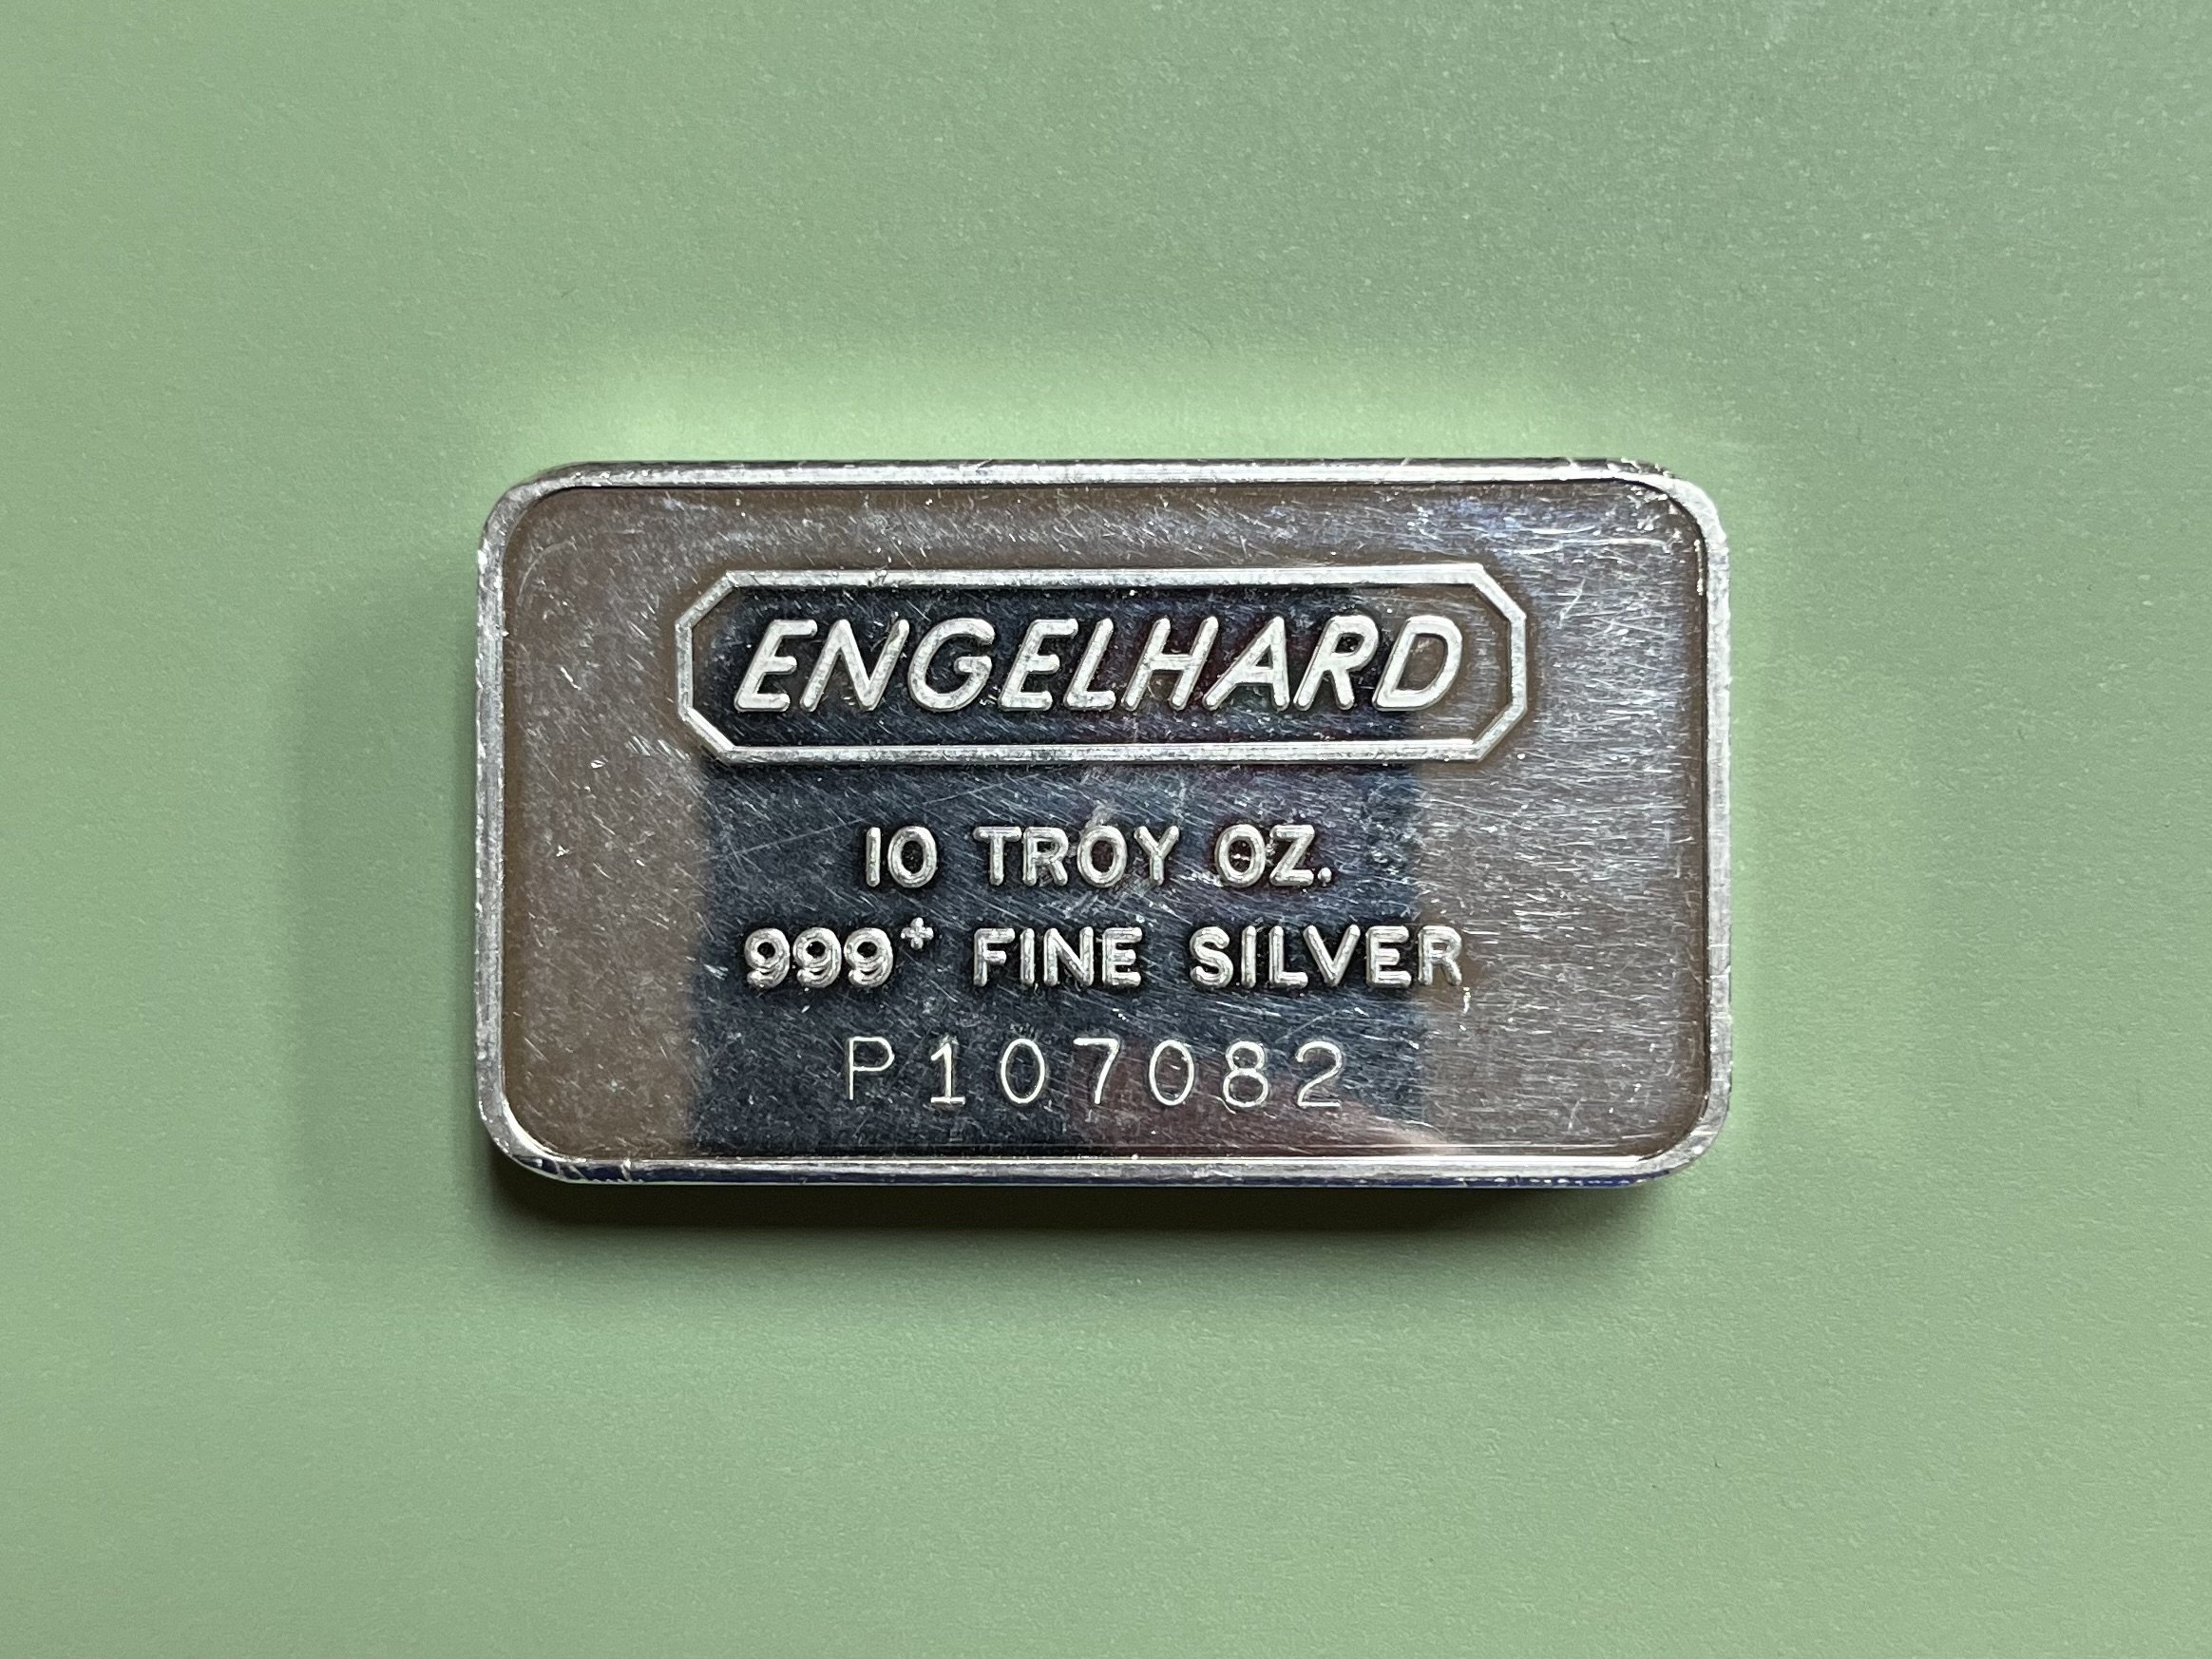 ENGELHARD
10 TROY OZ.
999+ FINE SILVER
P107082